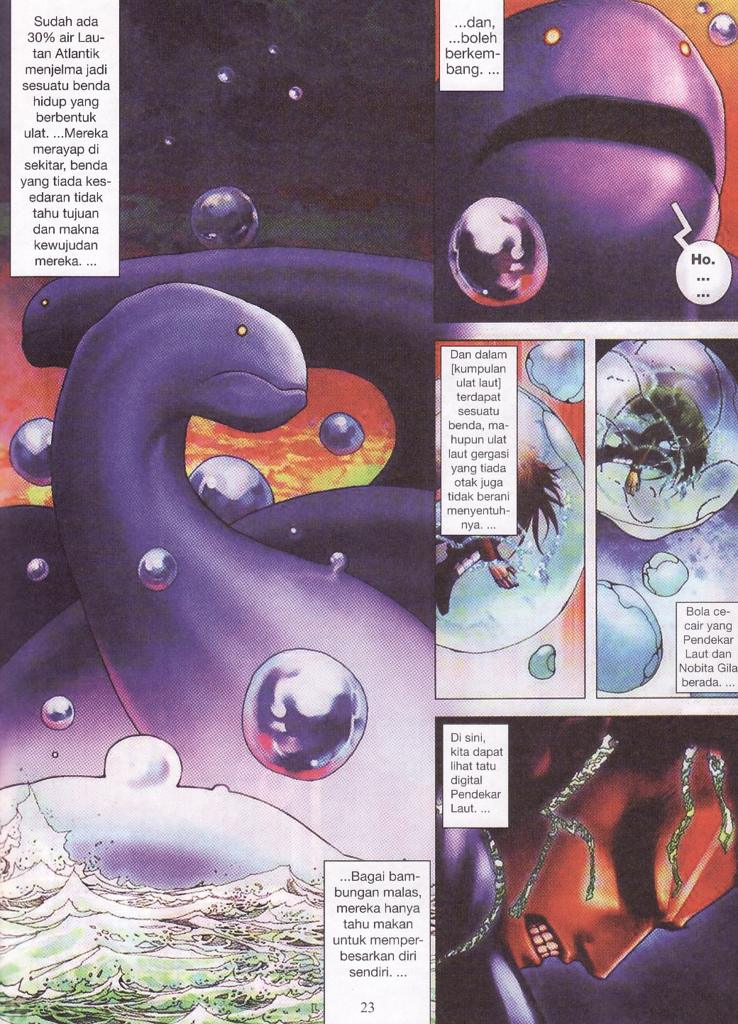 Sudah ada
30% air Lau-
tan Atlantik
menjelma jadi
sesuatu benda
hidup yang
berbentuk
ulat. ...Mereka
merayap di
sekitar, benda
yang tiada kes-
edaran tidak
tahu tujuan
dan makna
kewujudan
mereka. ...
...Bagai bam-
bungan malas,
mereka hanya
tahu makan
untuk memper-
besarkan diri
sendiri. ...
...dan,
...boleh
berkem-
bang. ...
Ho.
...
...
Dan dalam
[kumpulan
ulat laut]
terdapat
sesuatu
benda, ma-
hupun ulat
laut gergasi
yang tiada
otak juga
tidak berani
menyentuh-
nya. ...
Bola ce-
cair yang
Pendekar
Laut dan
Nobita Gila
berada. ...
Di sini,
kita dapat
lihat tatu
digital
Pendekar
Laut. ...
23